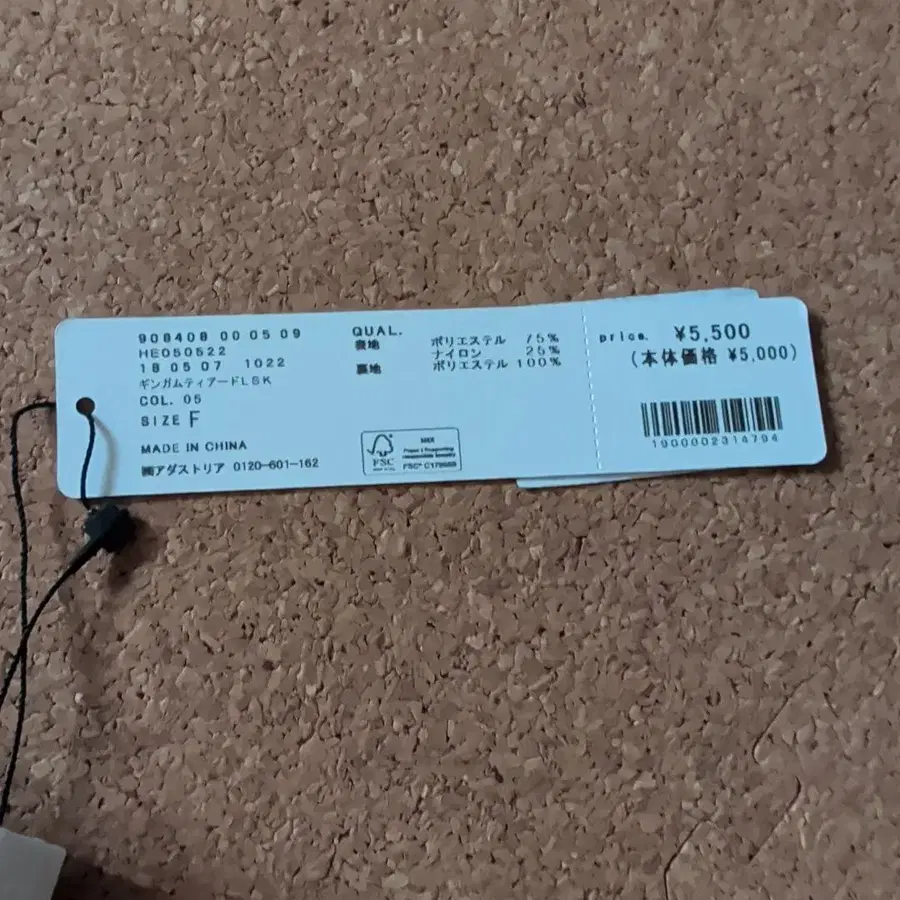 908408 00 05 09
HE050522
18 05 07 1022
ギンガムティアードLSK
COL. 05
SIZE F
MADE IN CHINA
㈱アダストリア 0120-601-162
QUAL.
表地 ポリエステル 75%
ナイロン 25%
裏地 ポリエステル 100%
FSC
MIX
price. ¥5,500
(本体価格 ¥5,000)
1900002314794